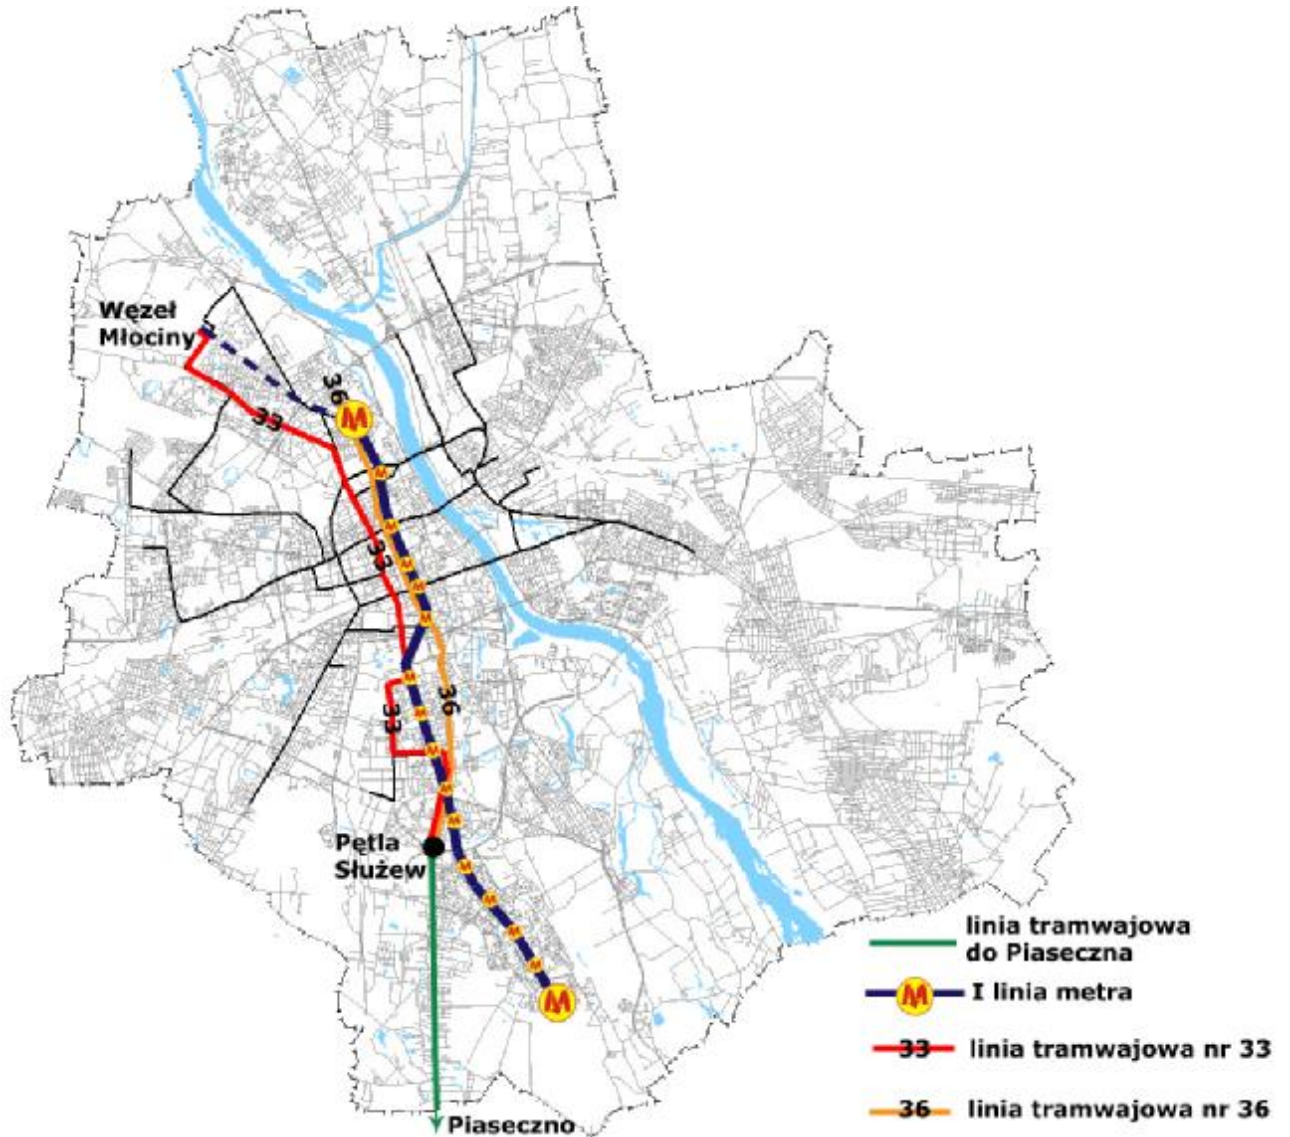 Węzeł
Młociny
36
33
33
36
33
Pętla
Służew
linia tramwajowa
do Piaseczna
M I linia metra
33 linia tramwajowa nr 33
36 linia tramwajowa nr 36
Piaseczno